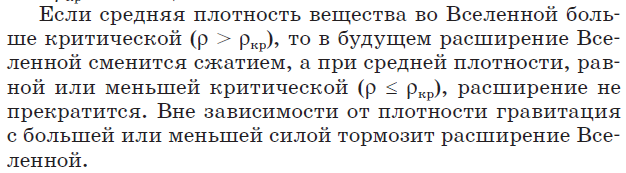 Если средняя плотность вещества во Вселенной боль-
ше критической (ρ > ρкр), то в будущем расширение Все-
ленной сменится сжатием, а при средней плотности, рав-
ной или меньшей критической (ρ ≤ ρкр), расширение не
прекратится. Вне зависимости от плотности гравитация
с большей или меньшей силой тормозит расширение Все-
ленной.